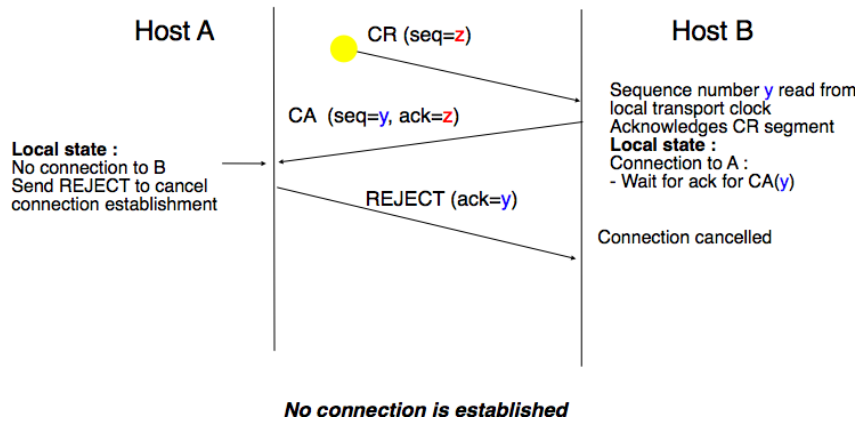 Host A
CR (seq=z)
Host B
Sequence number y read from
local transport clock
Acknowledges CR segment
Local state :
Connection to A :
- Wait for ack for CA(y)
CA (seq=y, ack=z)
Local state :
No connection to B
Send REJECT to cancel
connection establishment
REJECT (ack=y)
Connection cancelled
No connection is established